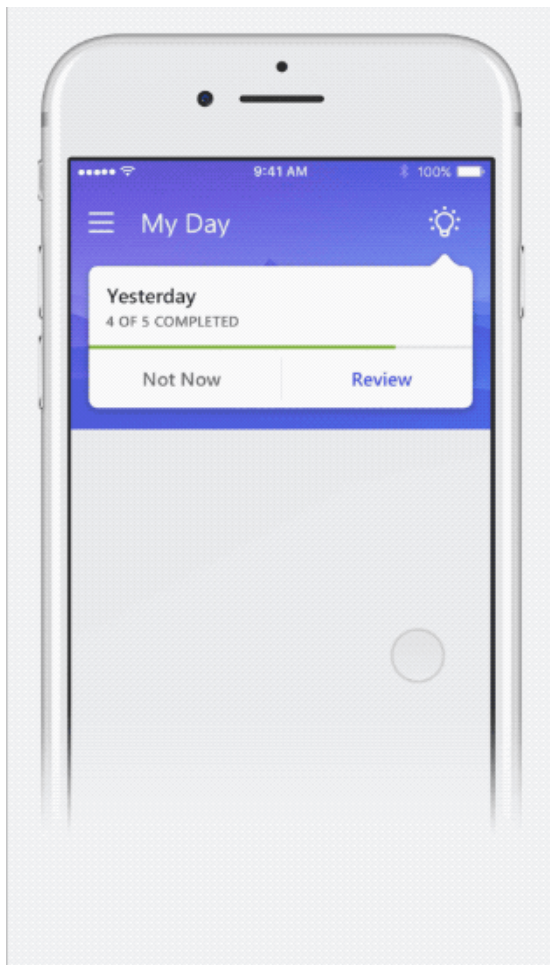 9:41 AM
100%
My Day
Yesterday
4 OF 5 COMPLETED
Not Now
Review